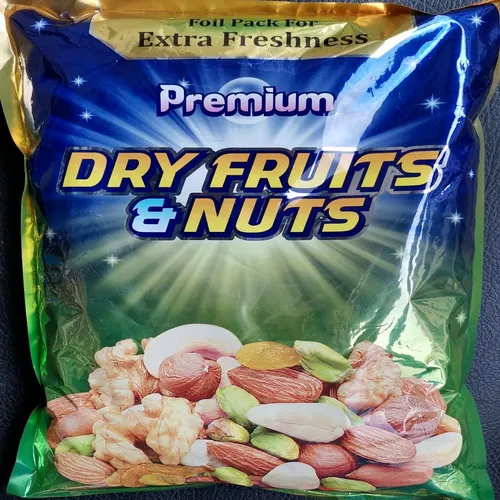 Foil Pack For
Extra Freshness
Premium
DRY FRUITS
& NUTS